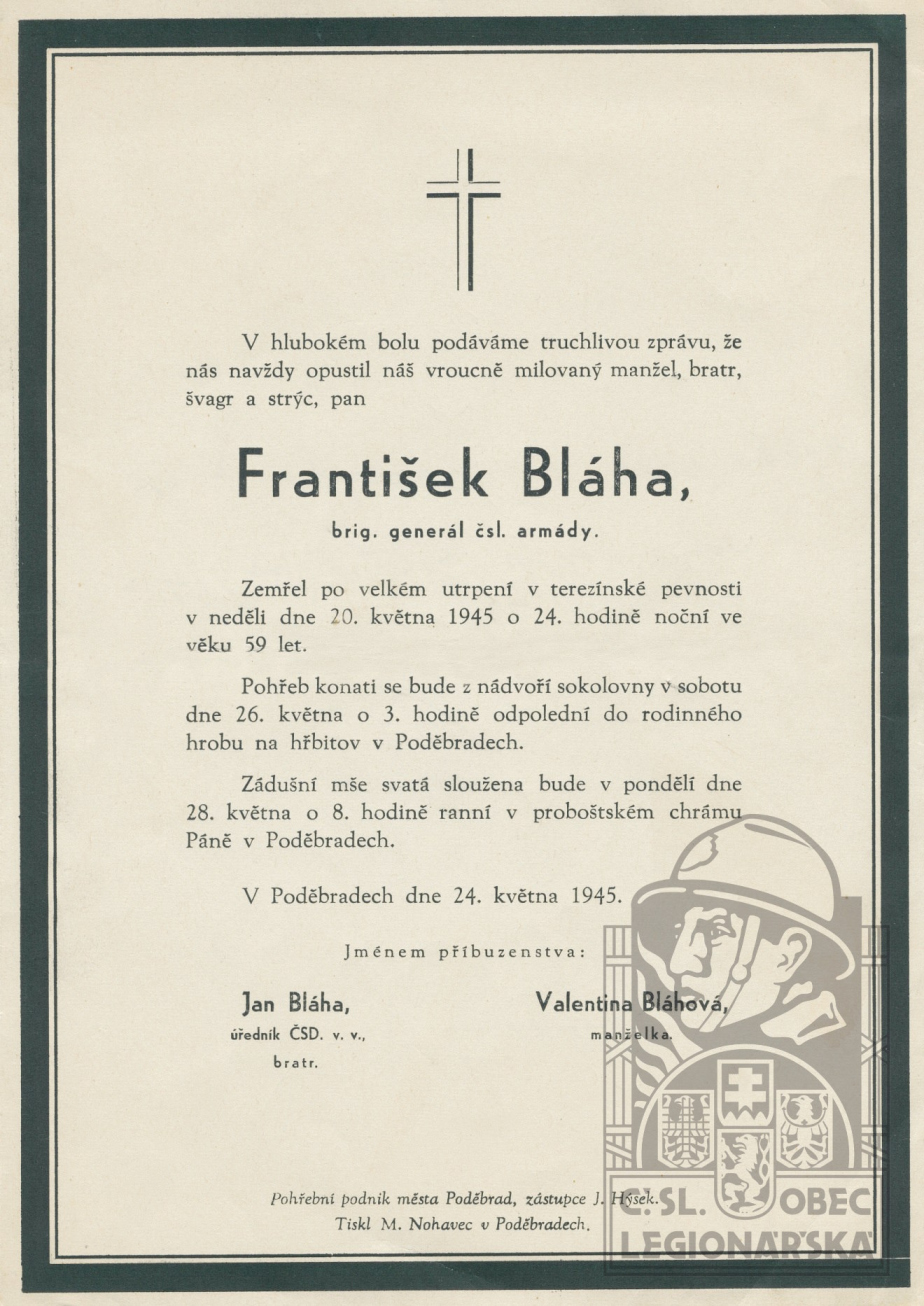 V hlubokém bolu podáváme truchlivou zprávu, že
nás navždy opustil náš vroucně milovaný manžel, bratr,
švagr a strýc, pan
František Bláha,
brig. generál čsl. armády.
Zemřel po velkém utrpení v terezínské pevnosti
v neděli dne 20. května 1945 o 24. hodině noční ve
věku 59 let.
Pohřeb konati se bude z nádvoří sokolovny v sobotu
dne 26. května o 3. hodině odpolední do rodinného
hrobu na hřbitov v Poděbradech.
Zádušní mše svatá sloužena bude v pondělí dne
28. května o 8. hodině ranní v proboštském chrámu
Páně v Poděbradech.
V Poděbradech dne 24. května 1945.
Jménem příbuzenstva:
Jan Bláha,
úředník ČSD. v. v.,
bratr.
Valentina Bláhová,
manželka.
Pohřební podnik města Poděbrad, zástupce J. Hýsek.
Tiskl M. Nohavec v Poděbradech.
Č. SL. OBEC
LEGIONÁŘSKÁ